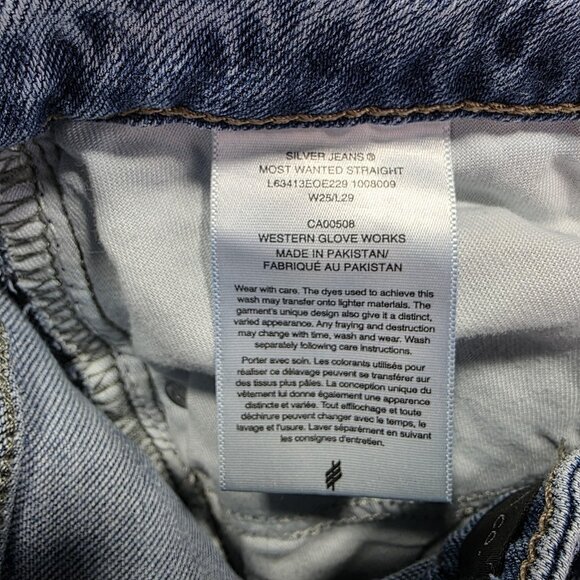 SILVER JEANS®
MOST WANTED STRAIGHT
L63413EOE229 1008009
W25/L29
CA00508
WESTERN GLOVE WORKS
MADE IN PAKISTAN/
FABRIQUÉ AU PAKISTAN
Wear with care. The dyes used to achieve this
wash may transfer onto lighter materials. The
garment's unique design also give it a distinct,
varied appearance. Any fraying and destruction
may change with time, wash and wear. Wash
separately following care instructions.
Porter avec soin. Les colorants utilisés pour
réaliser ce délavage peuvent se transférer sur
des tissus plus pâles. La conception unique du
vêtement lui donne également une apparence
distincte et variée. Tout effilochage et toute
déchirure peuvent changer avec le temps, le
lavage et l'usure. Laver séparément en suivant
les consignes d'entretien.